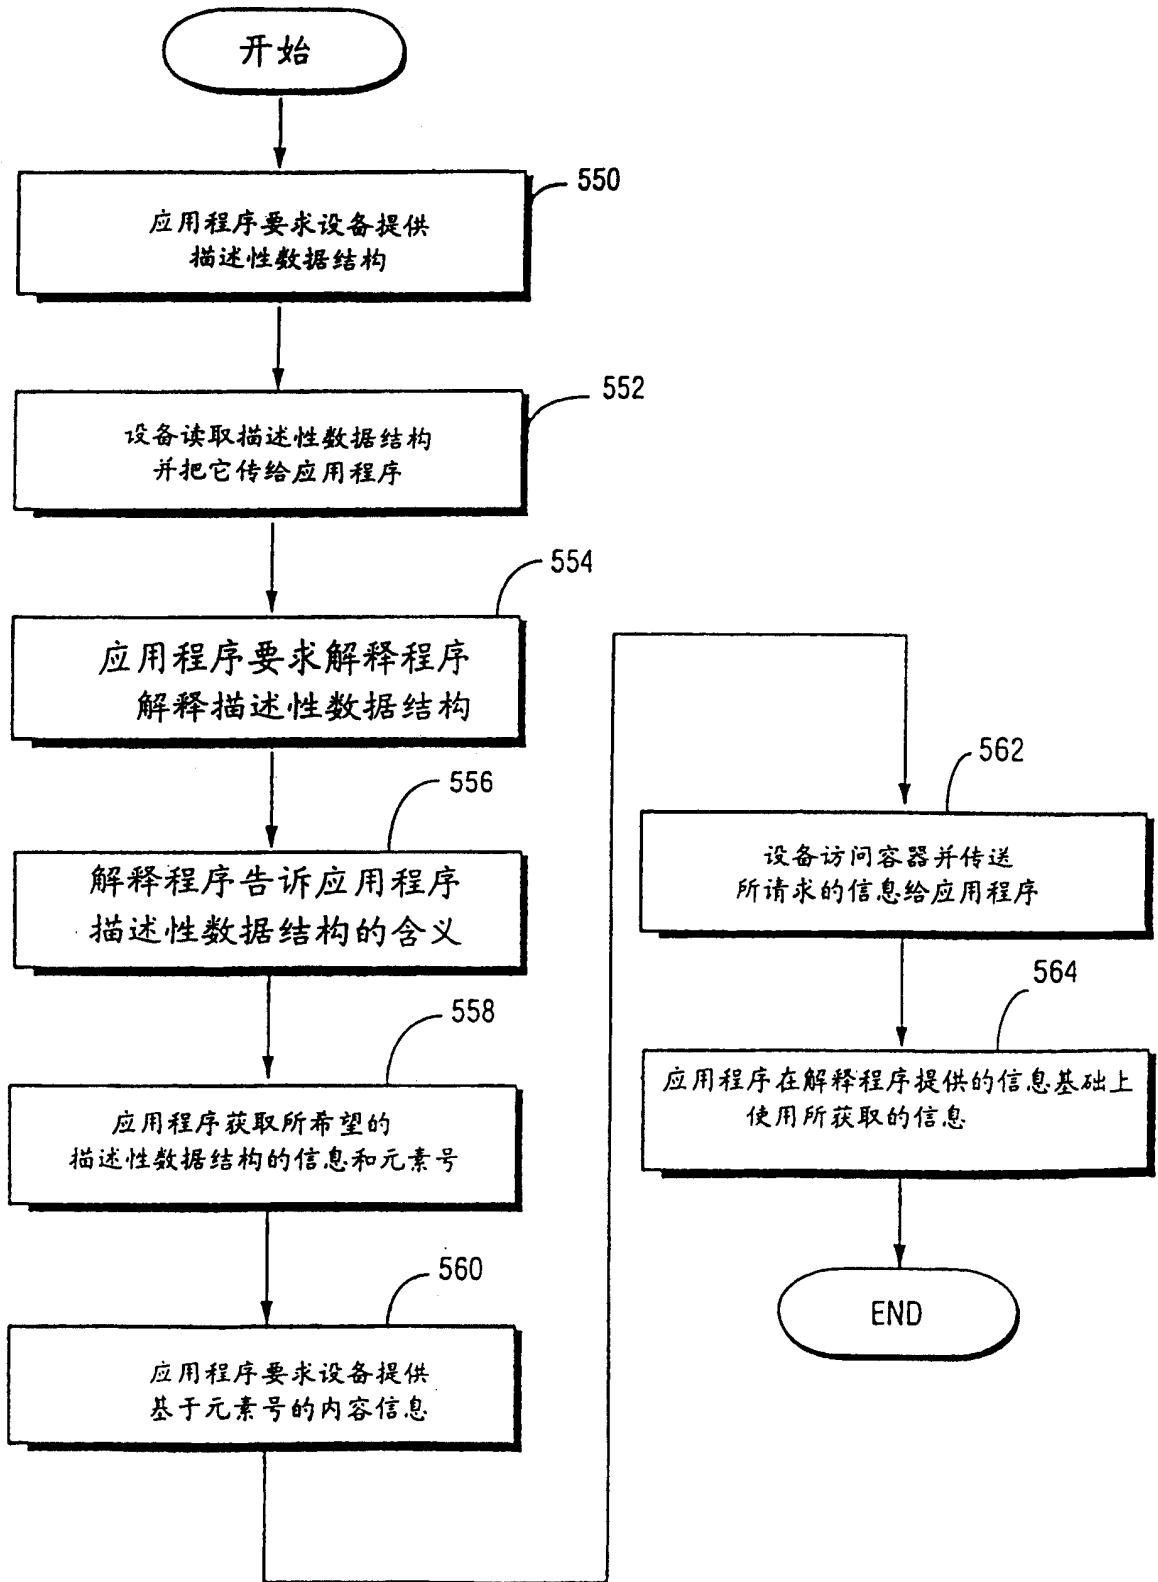 开始
550
应用程序要求设备提供
描述性数据结构
552
设备读取描述性数据结构
并把它传给应用程序
554
应用程序要求解释程序
解释描述性数据结构
556
解释程序告诉应用程序
描述性数据结构的含义
558
应用程序获取所希望的
描述性数据结构的信息和元素号
560
应用程序要求设备提供
基于元素号的内容信息
562
设备访问容器并传送
所请求的信息给应用程序
564
应用程序在解释程序提供的信息基础上
使用所获取的信息
END